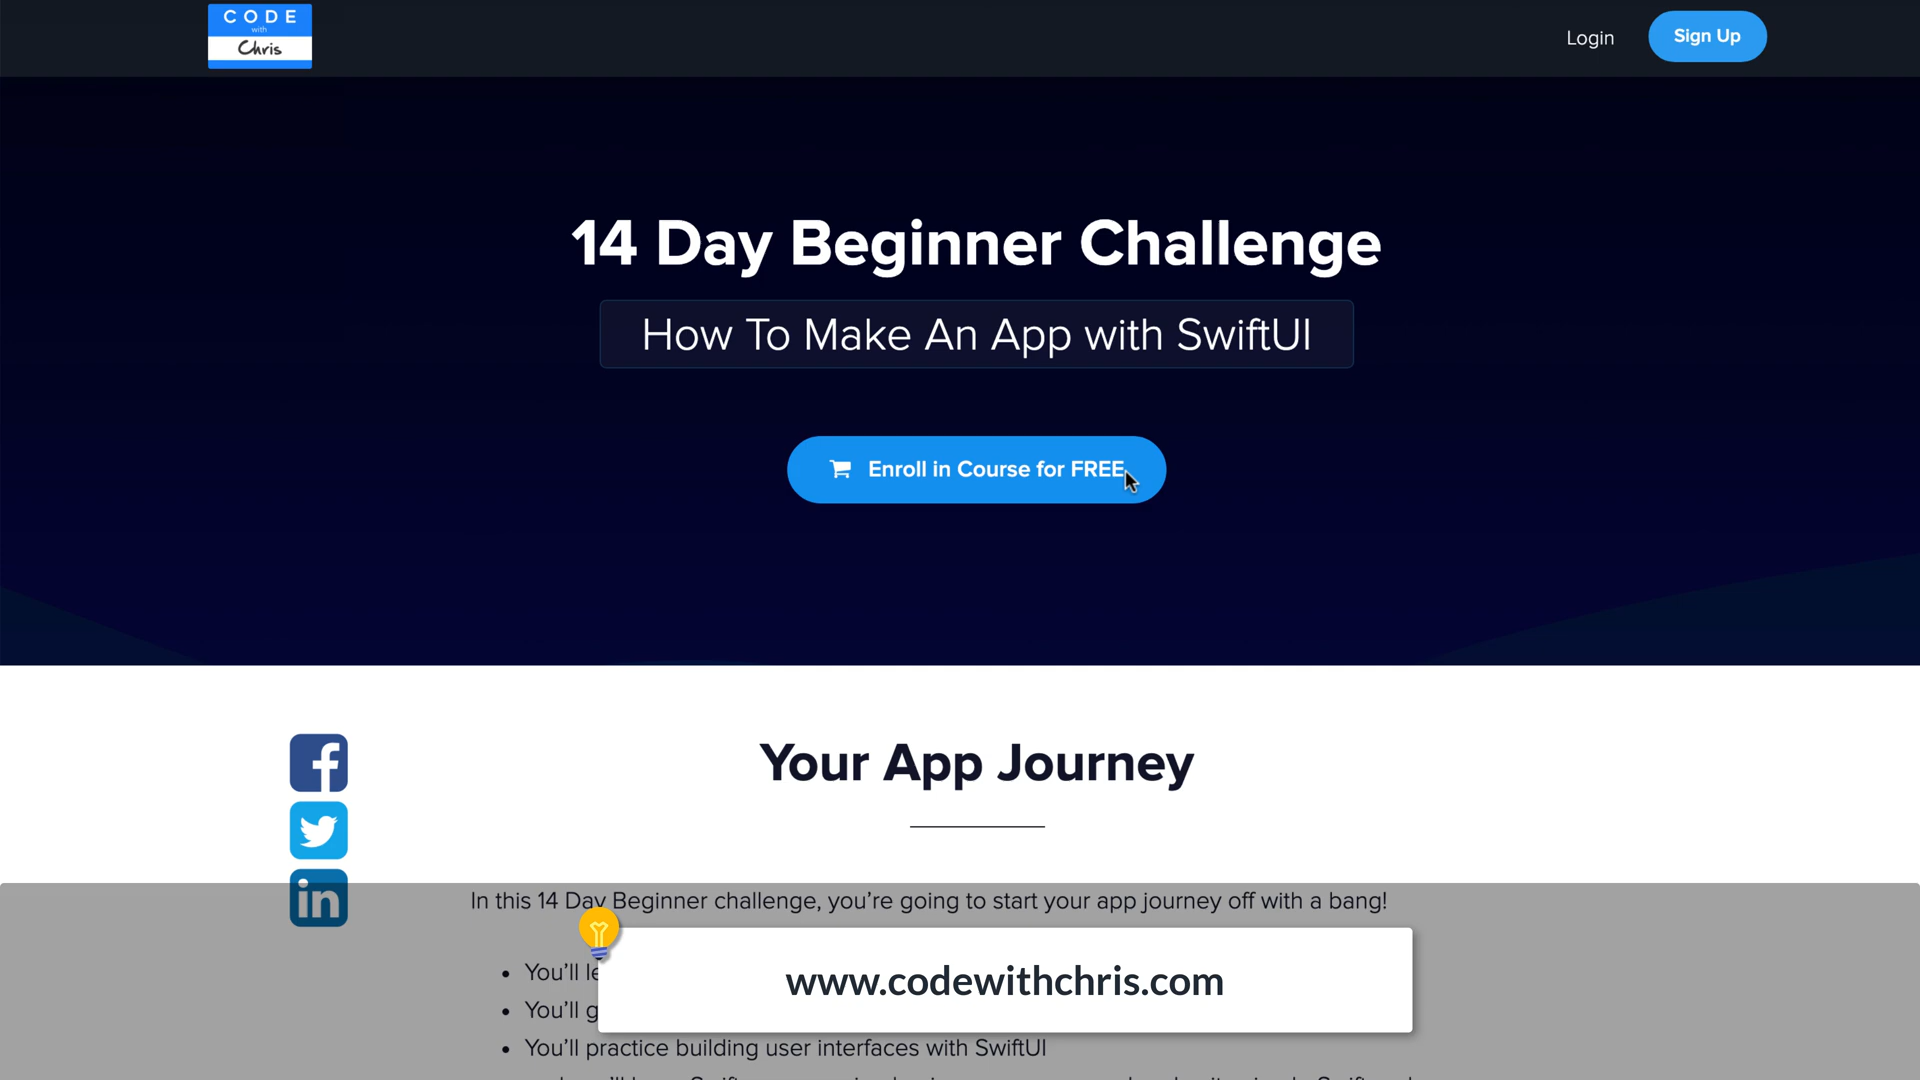 CODE
with
Chris
Login
Sign Up
14 Day Beginner Challenge
How To Make An App with SwiftUI
Enroll in Course for FREE
Your App Journey
In this 14 Day Beginner challenge, you're going to start your app journey off with a bang!
• You'll
• You'll
www.codewithchris.com
• You'll practice building user interfaces with SwiftUI